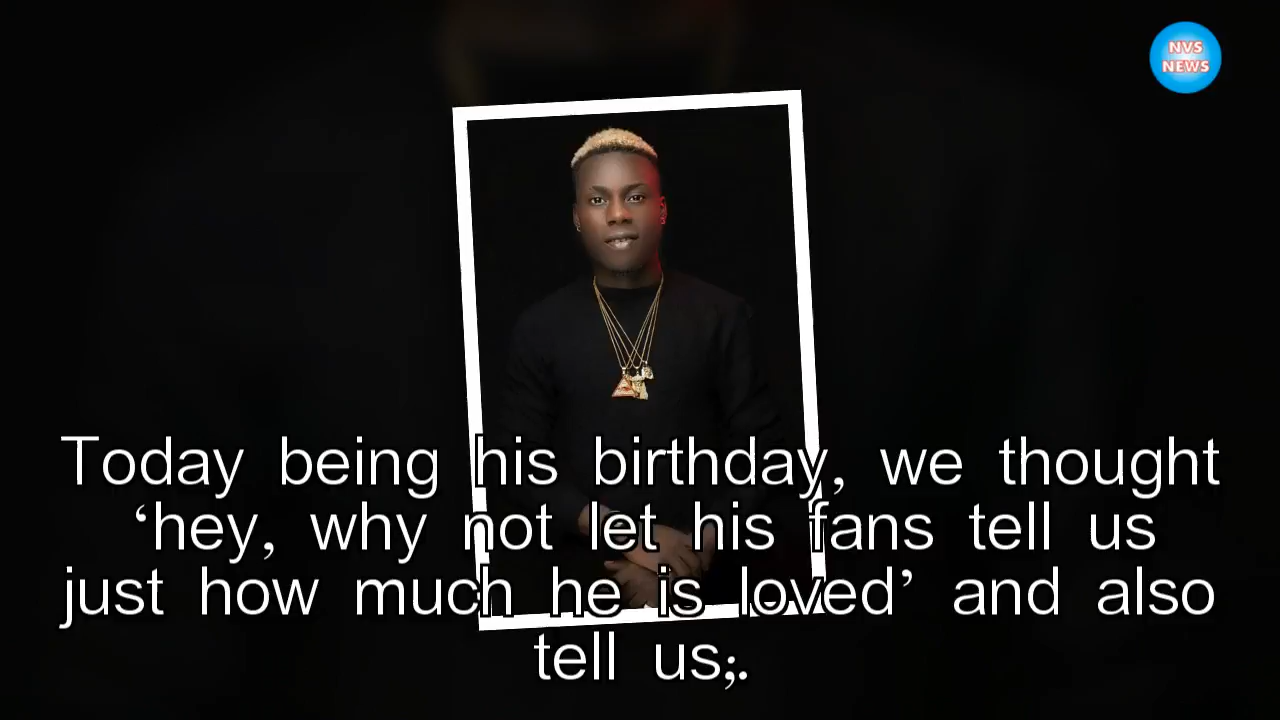 NVS
NEWS
Today being his birthday, we thought
‘hey, why not let his fans tell us
just how much he is loved’ and also
tell us;.